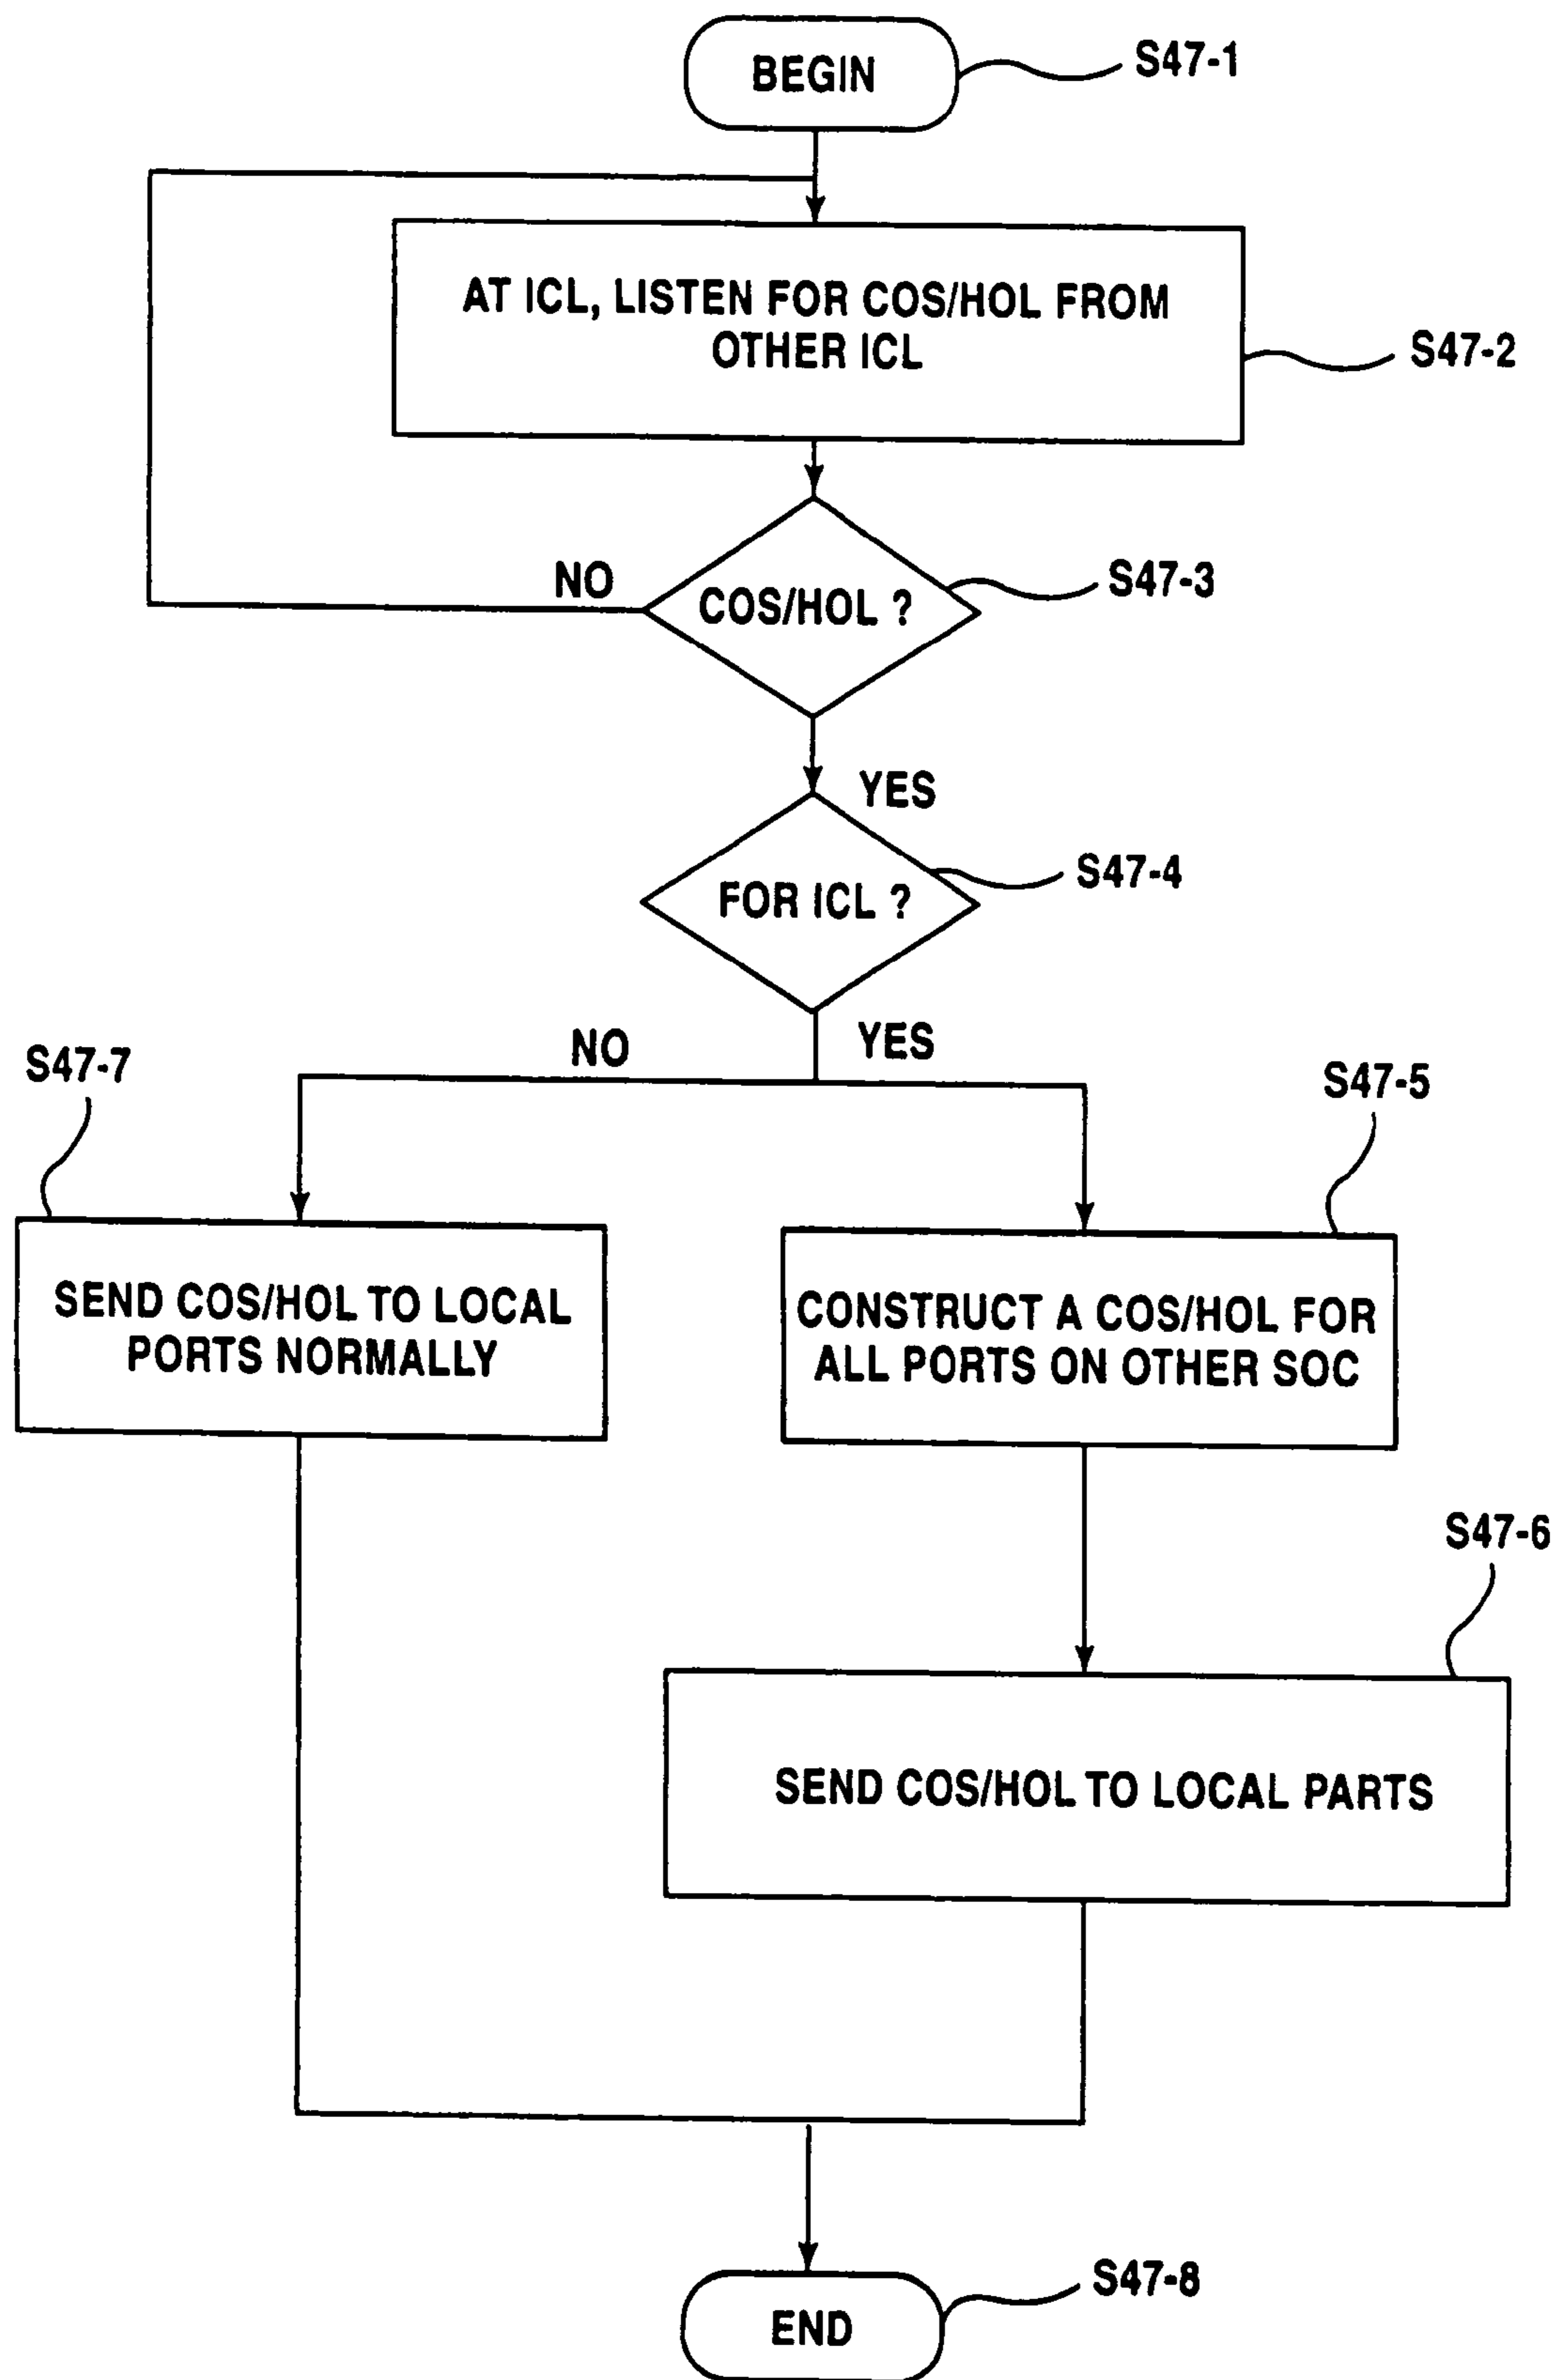 BEGIN
S47-1
AT ICL, LISTEN FOR COS/HOL FROM
OTHER ICL
S47-2
NO
COS/HOL ?
S47-3
YES
FOR ICL ?
S47-4
NO
YES
S47-7
S47-5
SEND COS/HOL TO LOCAL
PORTS NORMALLY
CONSTRUCT A COS/HOL FOR
ALL PORTS ON OTHER SOC
S47-6
SEND COS/HOL TO LOCAL PARTS
END
S47-8